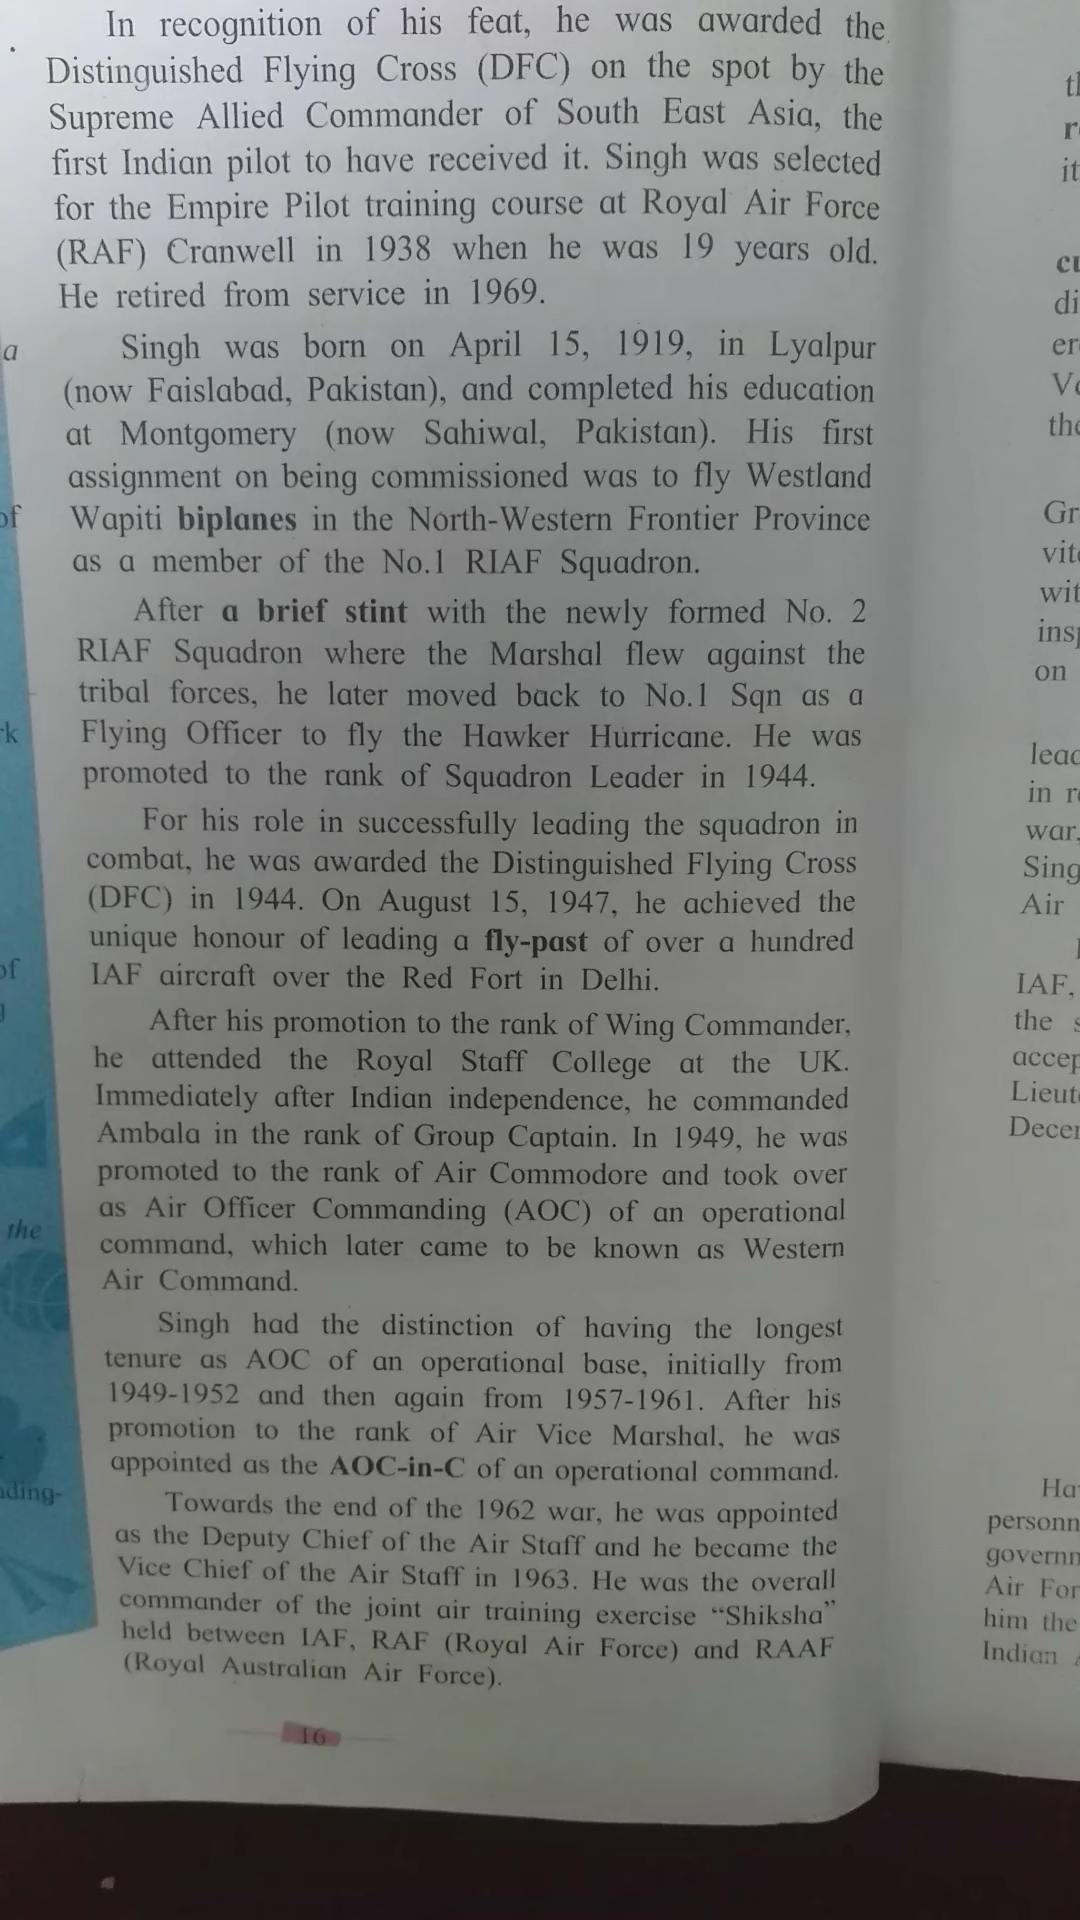 In recognition of his feat, he was awarded the
Distinguished Flying Cross (DFC) on the spot by the
Supreme Allied Commander of South East Asia, the
first Indian pilot to have received it. Singh was selected
for the Empire Pilot training course at Royal Air Force
(RAF) Cranwell in 1938 when he was 19 years old.
He retired from service in 1969.
Singh was born on April 15, 1919, in Lyalpur
(now Faislabad, Pakistan), and completed his education
at Montgomery (now Sahiwal, Pakistan). His first
assignment on being commissioned was to fly Westland
Wapiti biplanes in the North-Western Frontier Province
as a member of the No.1 RIAF Squadron.
After a brief stint with the newly formed No. 2
RIAF Squadron where the Marshal flew against the
tribal forces, he later moved back to No.1 Sqn as a
Flying Officer to fly the Hawker Hurricane. He was
promoted to the rank of Squadron Leader in 1944.
For his role in successfully leading the squadron in
combat, he was awarded the Distinguished Flying Cross
(DFC) in 1944. On August 15, 1947, he achieved the
unique honour of leading a fly-past of over a hundred
IAF aircraft over the Red Fort in Delhi.
After his promotion to the rank of Wing Commander,
he attended the Royal Staff College at the UK.
Immediately after Indian independence, he commanded
Ambala in the rank of Group Captain. In 1949, he was
promoted to the rank of Air Commodore and took over
as Air Officer Commanding (AOC) of an operational
command, which later came to be known as Western
Air Command.
Singh had the distinction of having the longest
tenure as AOC of an operational base, initially from
1949-1952 and then again from 1957-1961. After his
promotion to the rank of Air Vice Marshal, he was
appointed as the AOC-in-C of an operational command.
Towards the end of the 1962 war, he was appointed
as the Deputy Chief of the Air Staff and he became the
Vice Chief of the Air Staff in 1963. He was the overall
commander of the joint air training exercise “Shiksha”
held between IAF, RAF (Royal Air Force) and RAAF
(Royal Australian Air Force).
16
a
of
of
the
it
on
in
war,
Air
IAF,
the
Air
him the
Indian